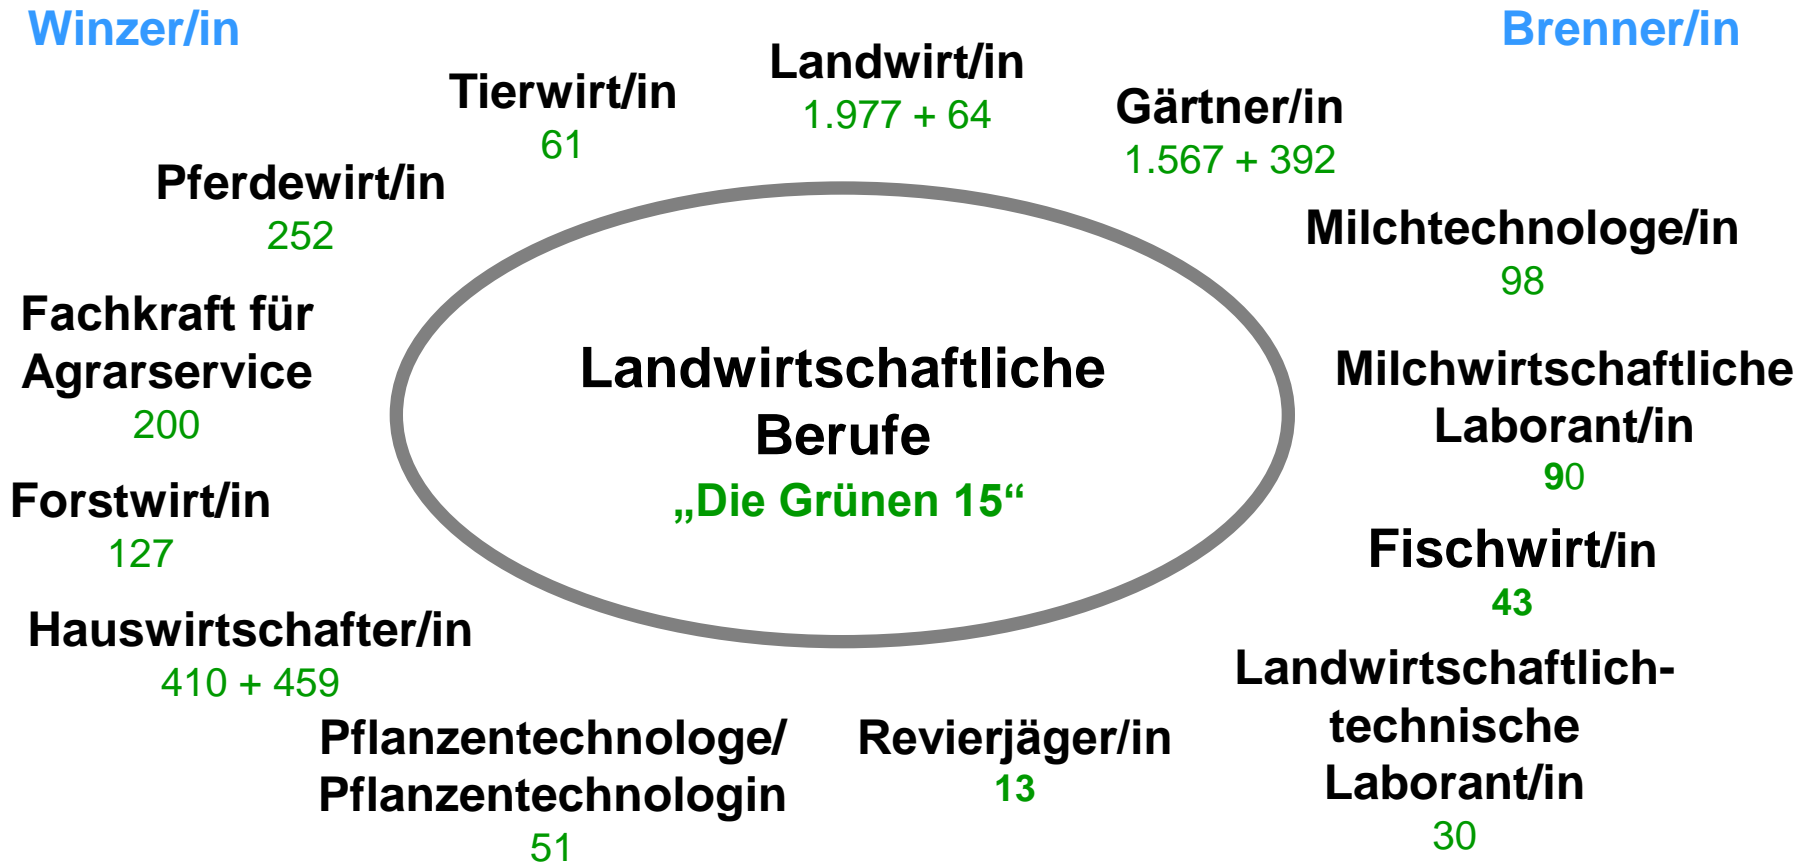 Winzer/in
Brenner/in
Landwirt/in
1.977 + 64
Tierwirt/in
61
Gärtner/in
1.567 + 392
Pferdewirt/in
252
Milchtechnologe/in
98
Fachkraft für
Agrarservice
200
Landwirtschaftliche
Berufe
„Die Grünen 15“
Milchwirtschaftliche
Laborant/in
90
Forstwirt/in
127
Fischwirt/in
43
Hauswirtschafter/in
410 + 459
Landwirtschaftlich-
technische
Laborant/in
30
Pflanzentechnologe/
Pflanzentechnologin
51
Revierjäger/in
13